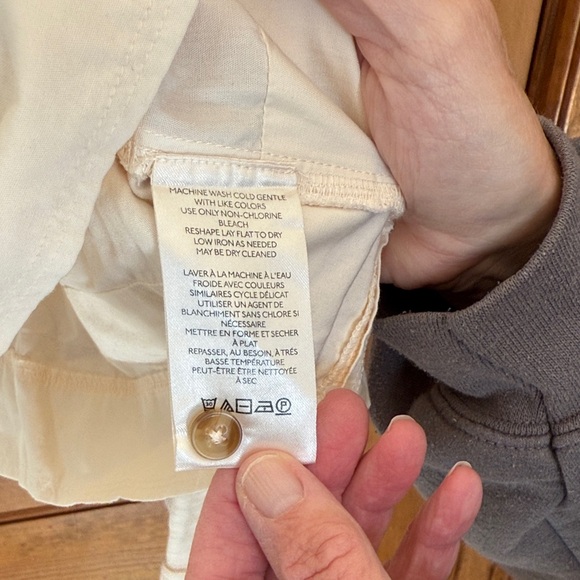 MACHINE WASH COLD GENTLE
WITH LIKE COLORS
USE ONLY NON-CHLORINE
BLEACH
RESHAPE LAY FLAT TO DRY
LOW IRON AS NEEDED
MAY BE DRY CLEANED
LAVER À LA MACHINE À L'EAU
FROIDE AVEC COULEURS
SIMILAIRES CYCLE DÉLICAT
UTILISER UN AGENT DE
BLANCHIMENT SANS CHLORE SI
NÉCESSAIRE
METTRE EN FORME ET SECHER
À PLAT
REPASSER, AU BESOIN, À TRÉS
BASSE TEMPÉRATURE
PEUT-ÊTRE ÊTRE NETTOYÉE
À SEC
30 P